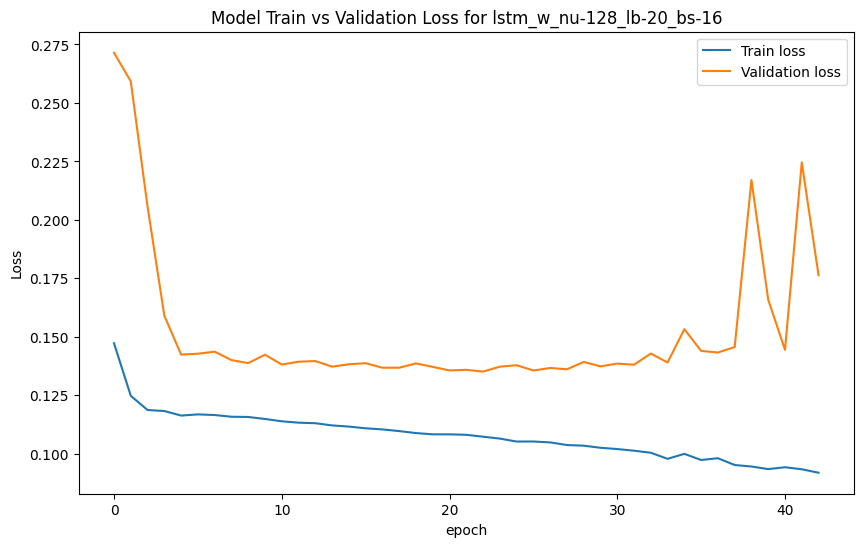 Model Train vs Validation Loss for lstm_w_nu-128_lb-20_bs-16
Train loss
Validation loss
0.275
0.250
0.225
0.200
0.175
0.150
0.125
0.100
Loss
0
10
20
30
40
epoch